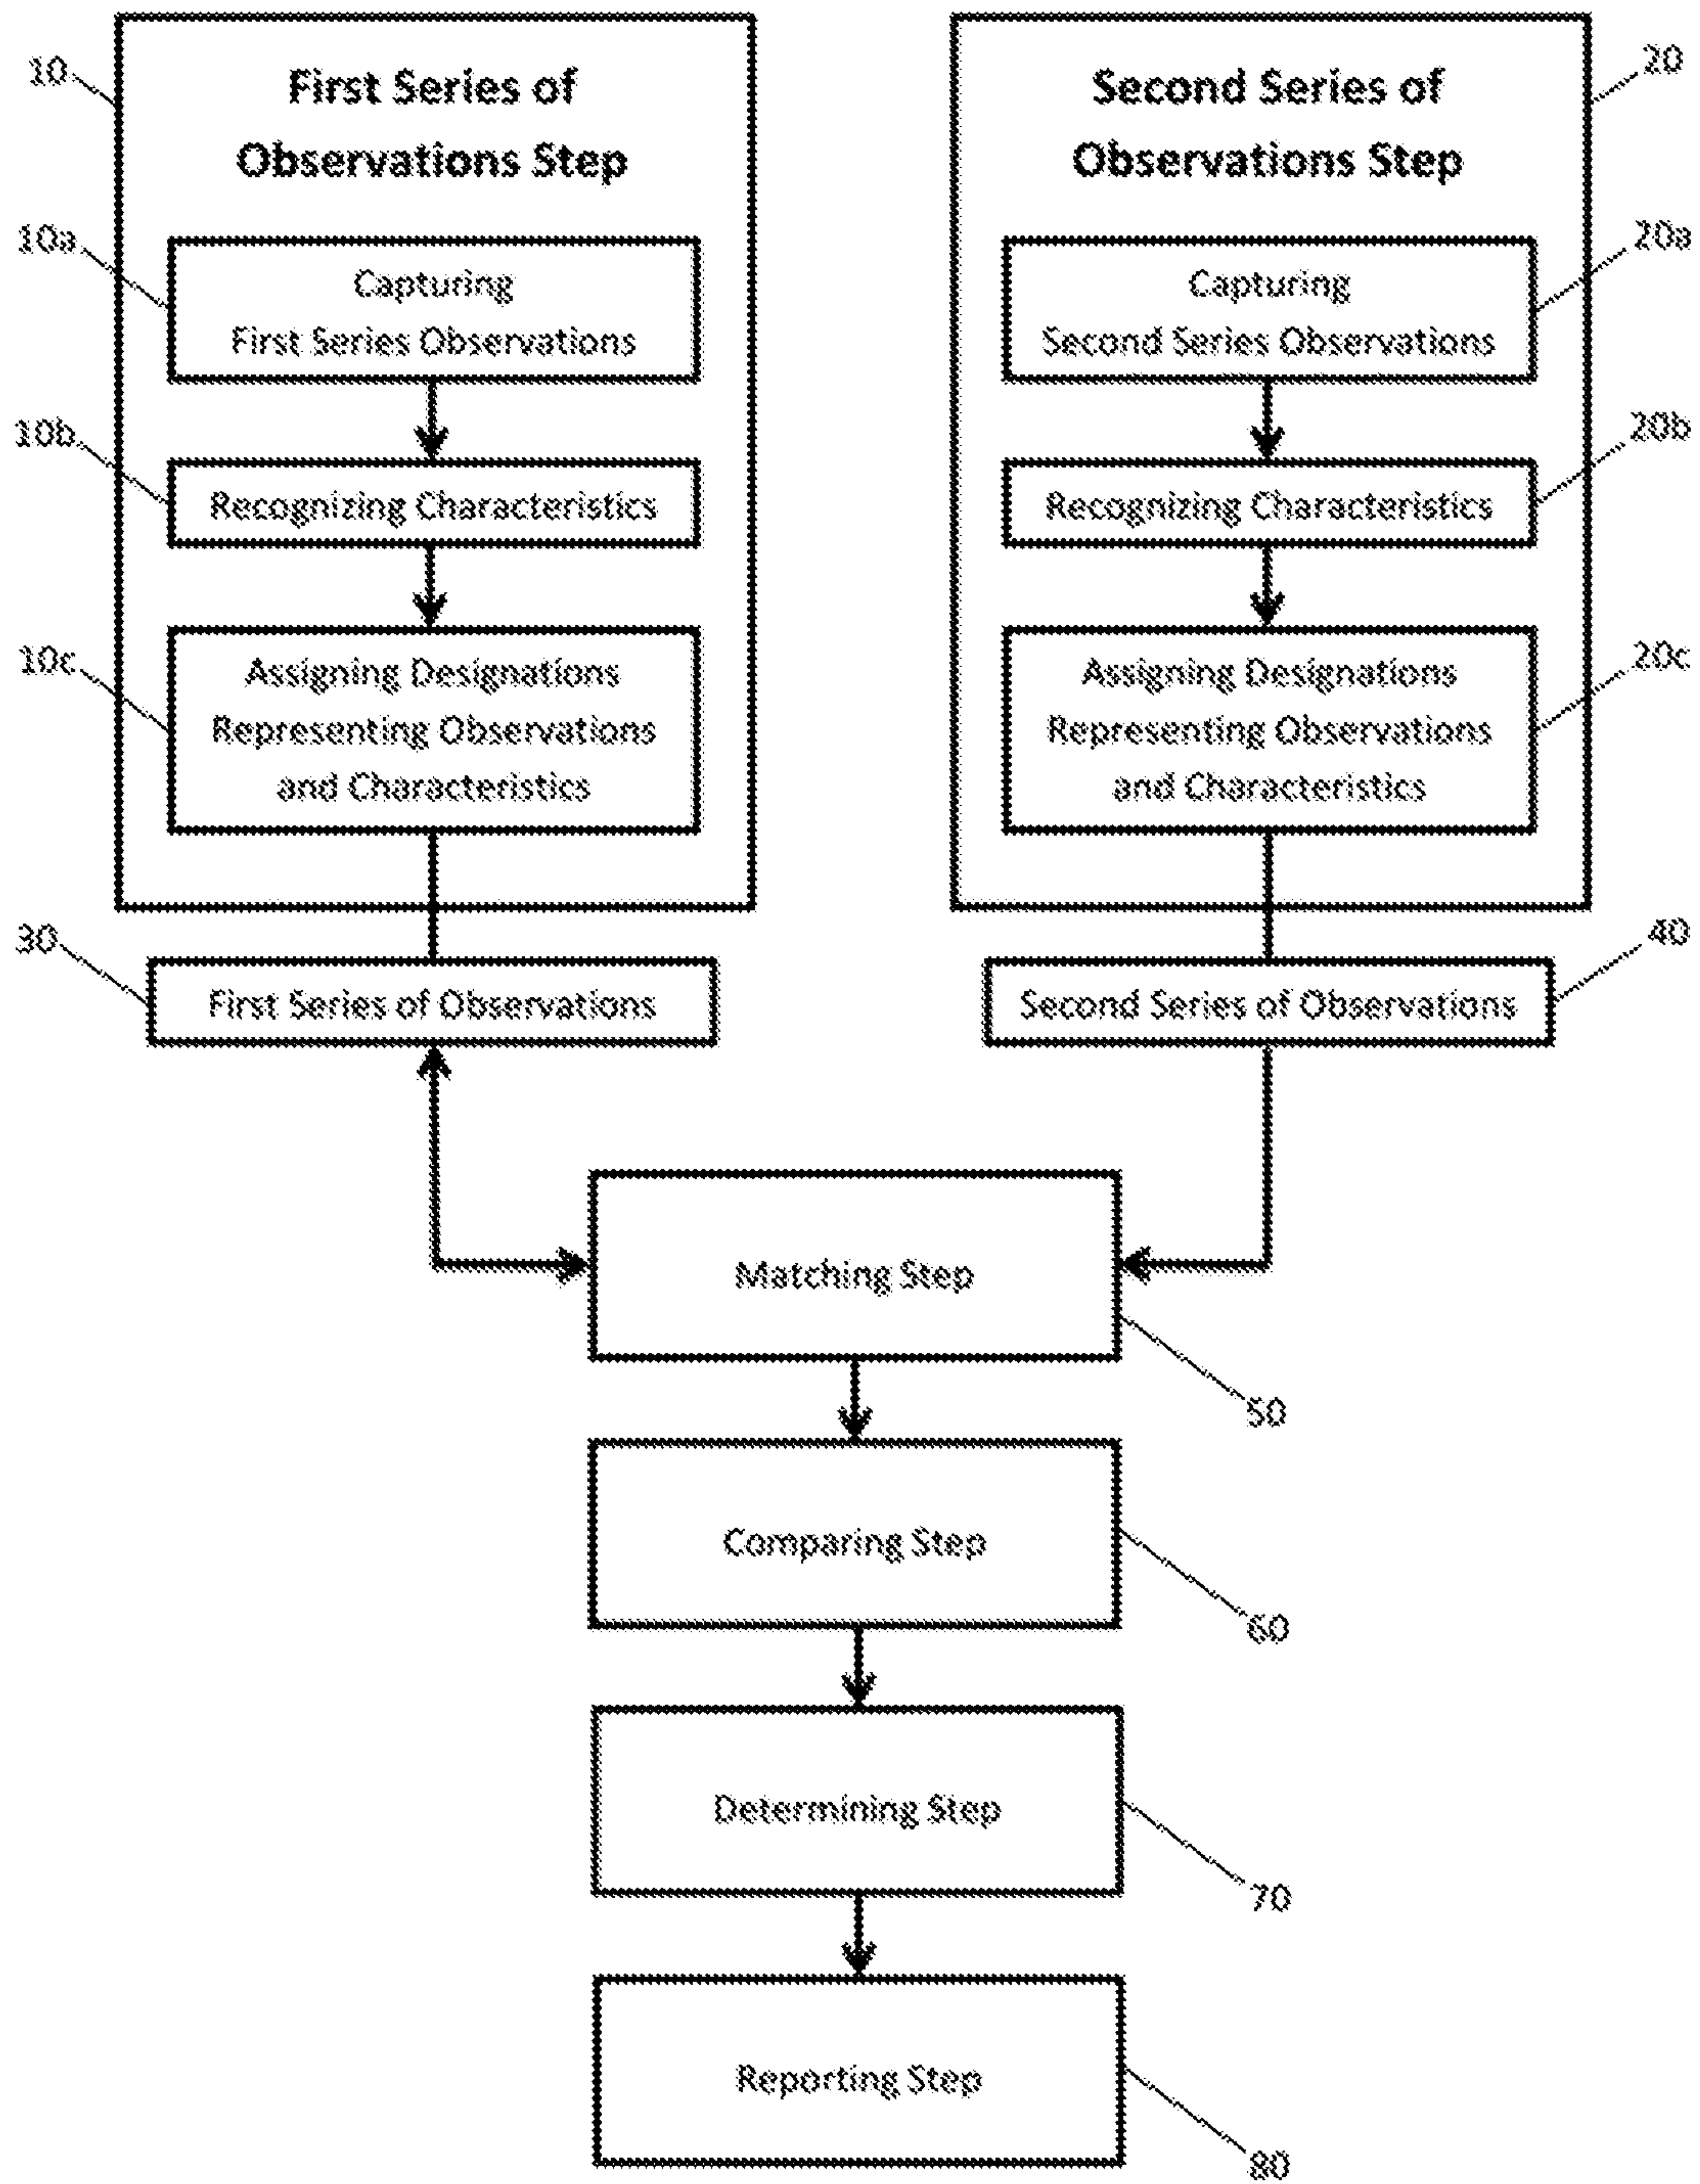 10
First Series of
Observations Step
10a
Capturing
First Series Observations
10b
Recognizing Characteristics
10c
Assigning Designations
Representing Observations
and Characteristics
20
Second Series of
Observations Step
20a
Capturing
Second Series Observations
20b
Recognizing Characteristics
20c
Assigning Designations
Representing Observations
and Characteristics
30
First Series of Observations
40
Second Series of Observations
Matching Step
50
Comparing Step
60
Determining Step
70
Reporting Step
80